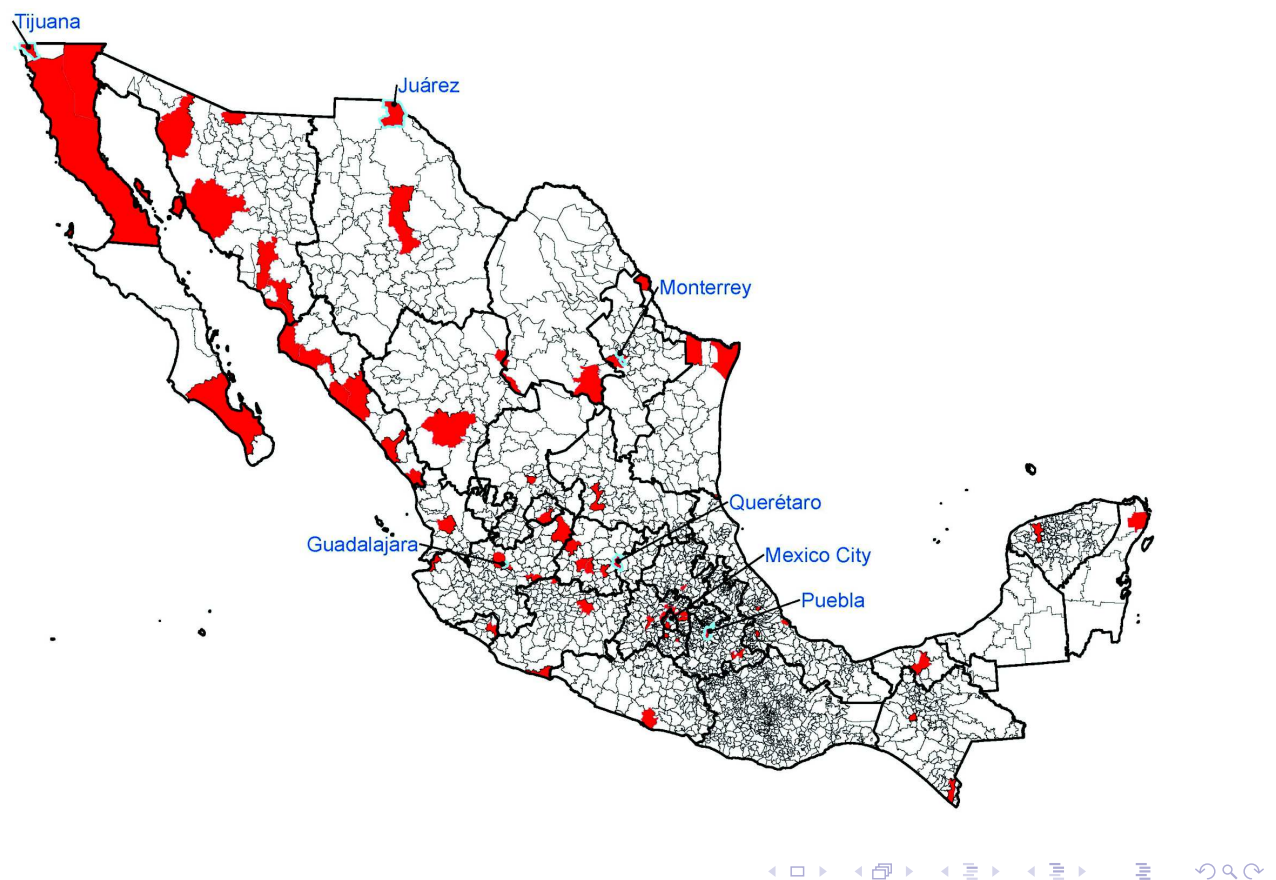 Tijuana
Juárez
Monterrey
Querétaro
Guadalajara
Mexico City
Puebla